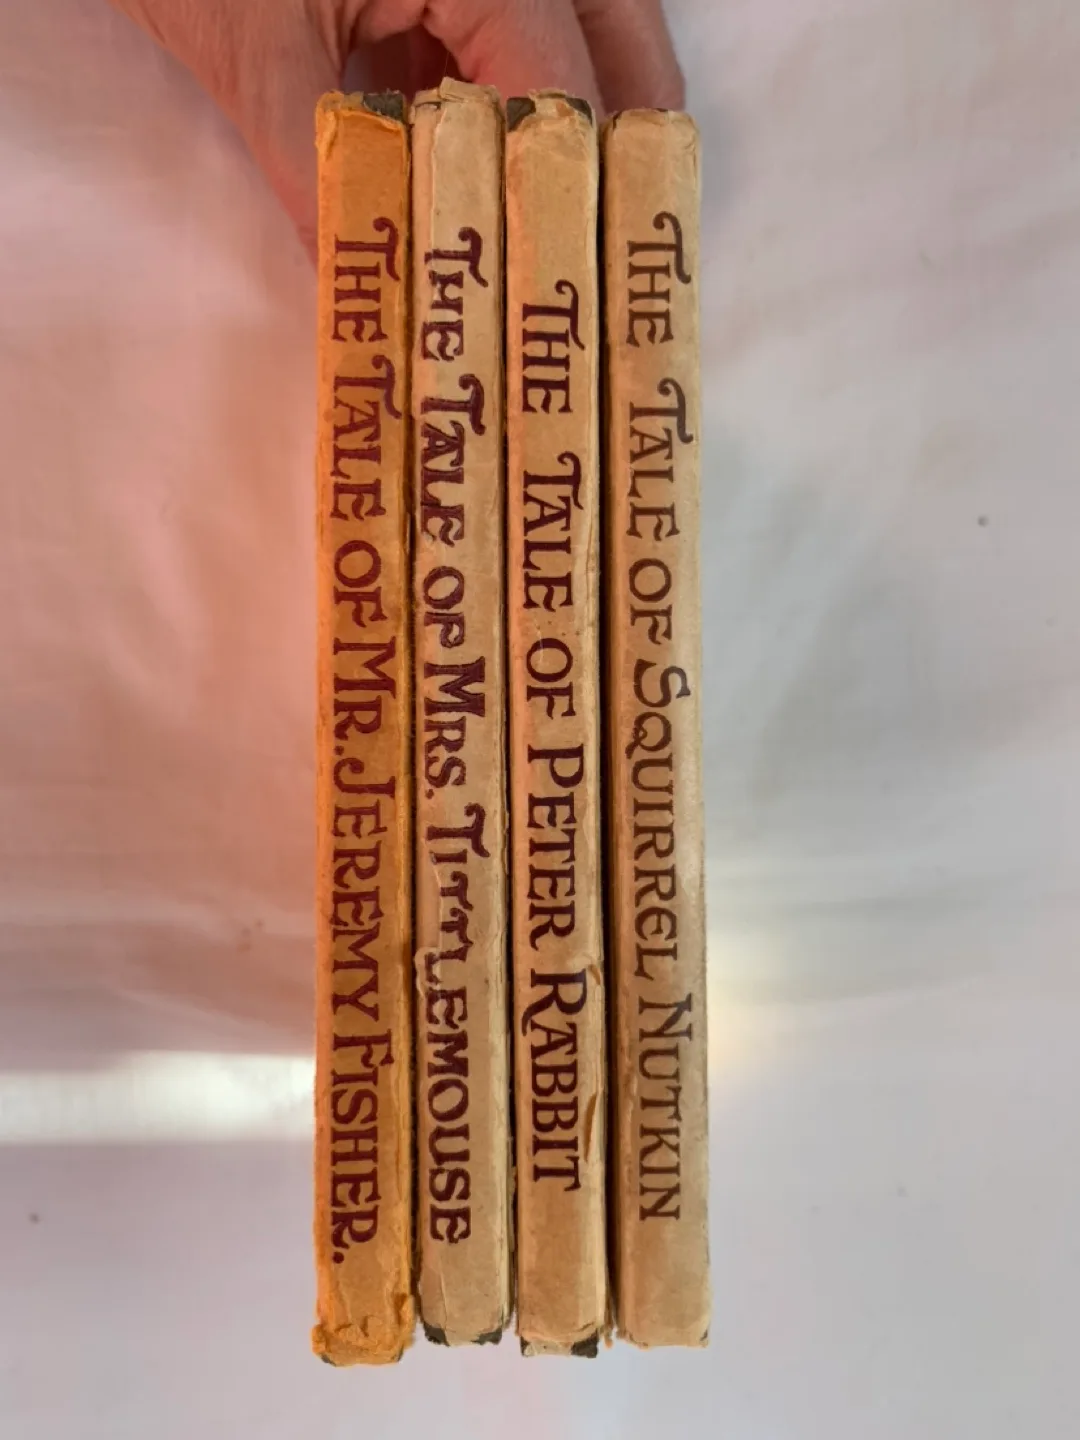 THE TALE OF MR. JEREMY FISHER.
THE TALE OF MRS. TITTLEMOUSE
THE TALE OF PETER RABBIT
THE TALE OF SQUIRREL NUTKIN